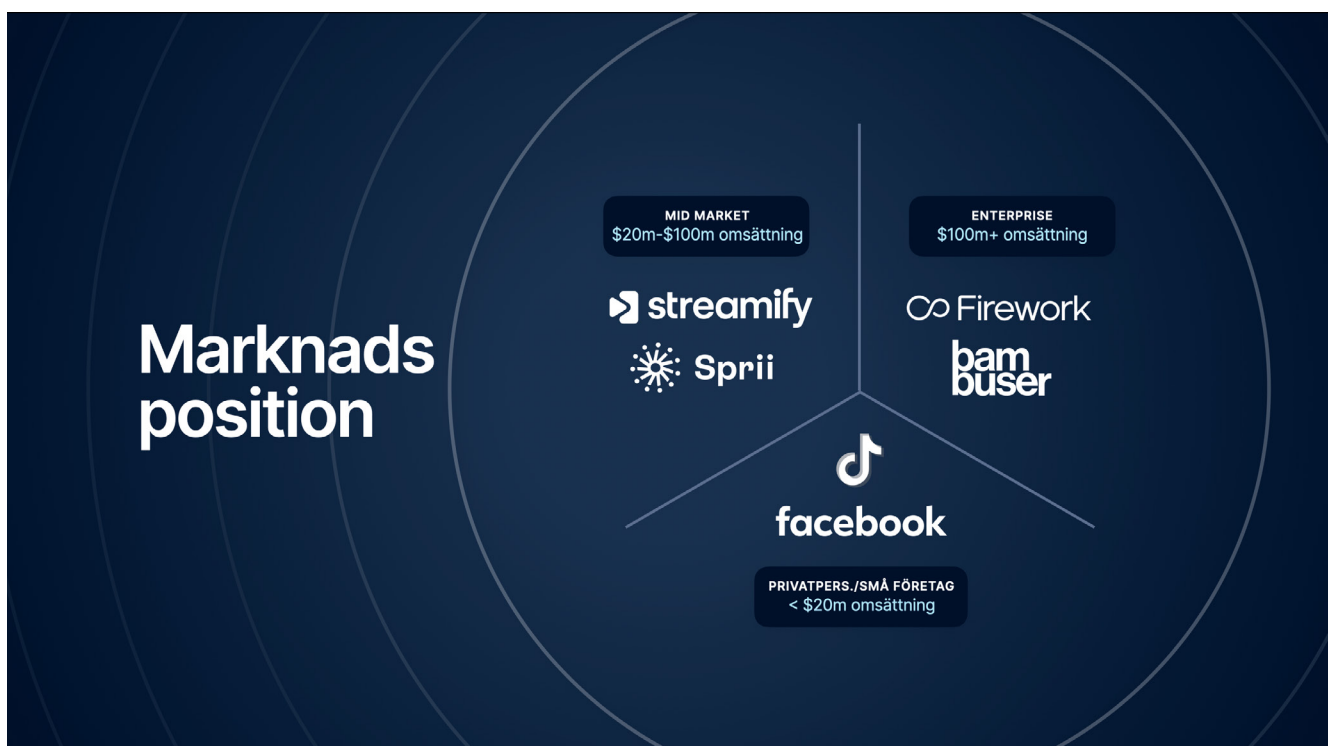 Marknads
position
MID MARKET
$20m-$100m omsättning
streamify
Sprii
ENTERPRISE
$100m+ omsättning
Firework
bam
buser
facebook
PRIVATPERS./SMÅ FÖRETAG
< $20m omsättning